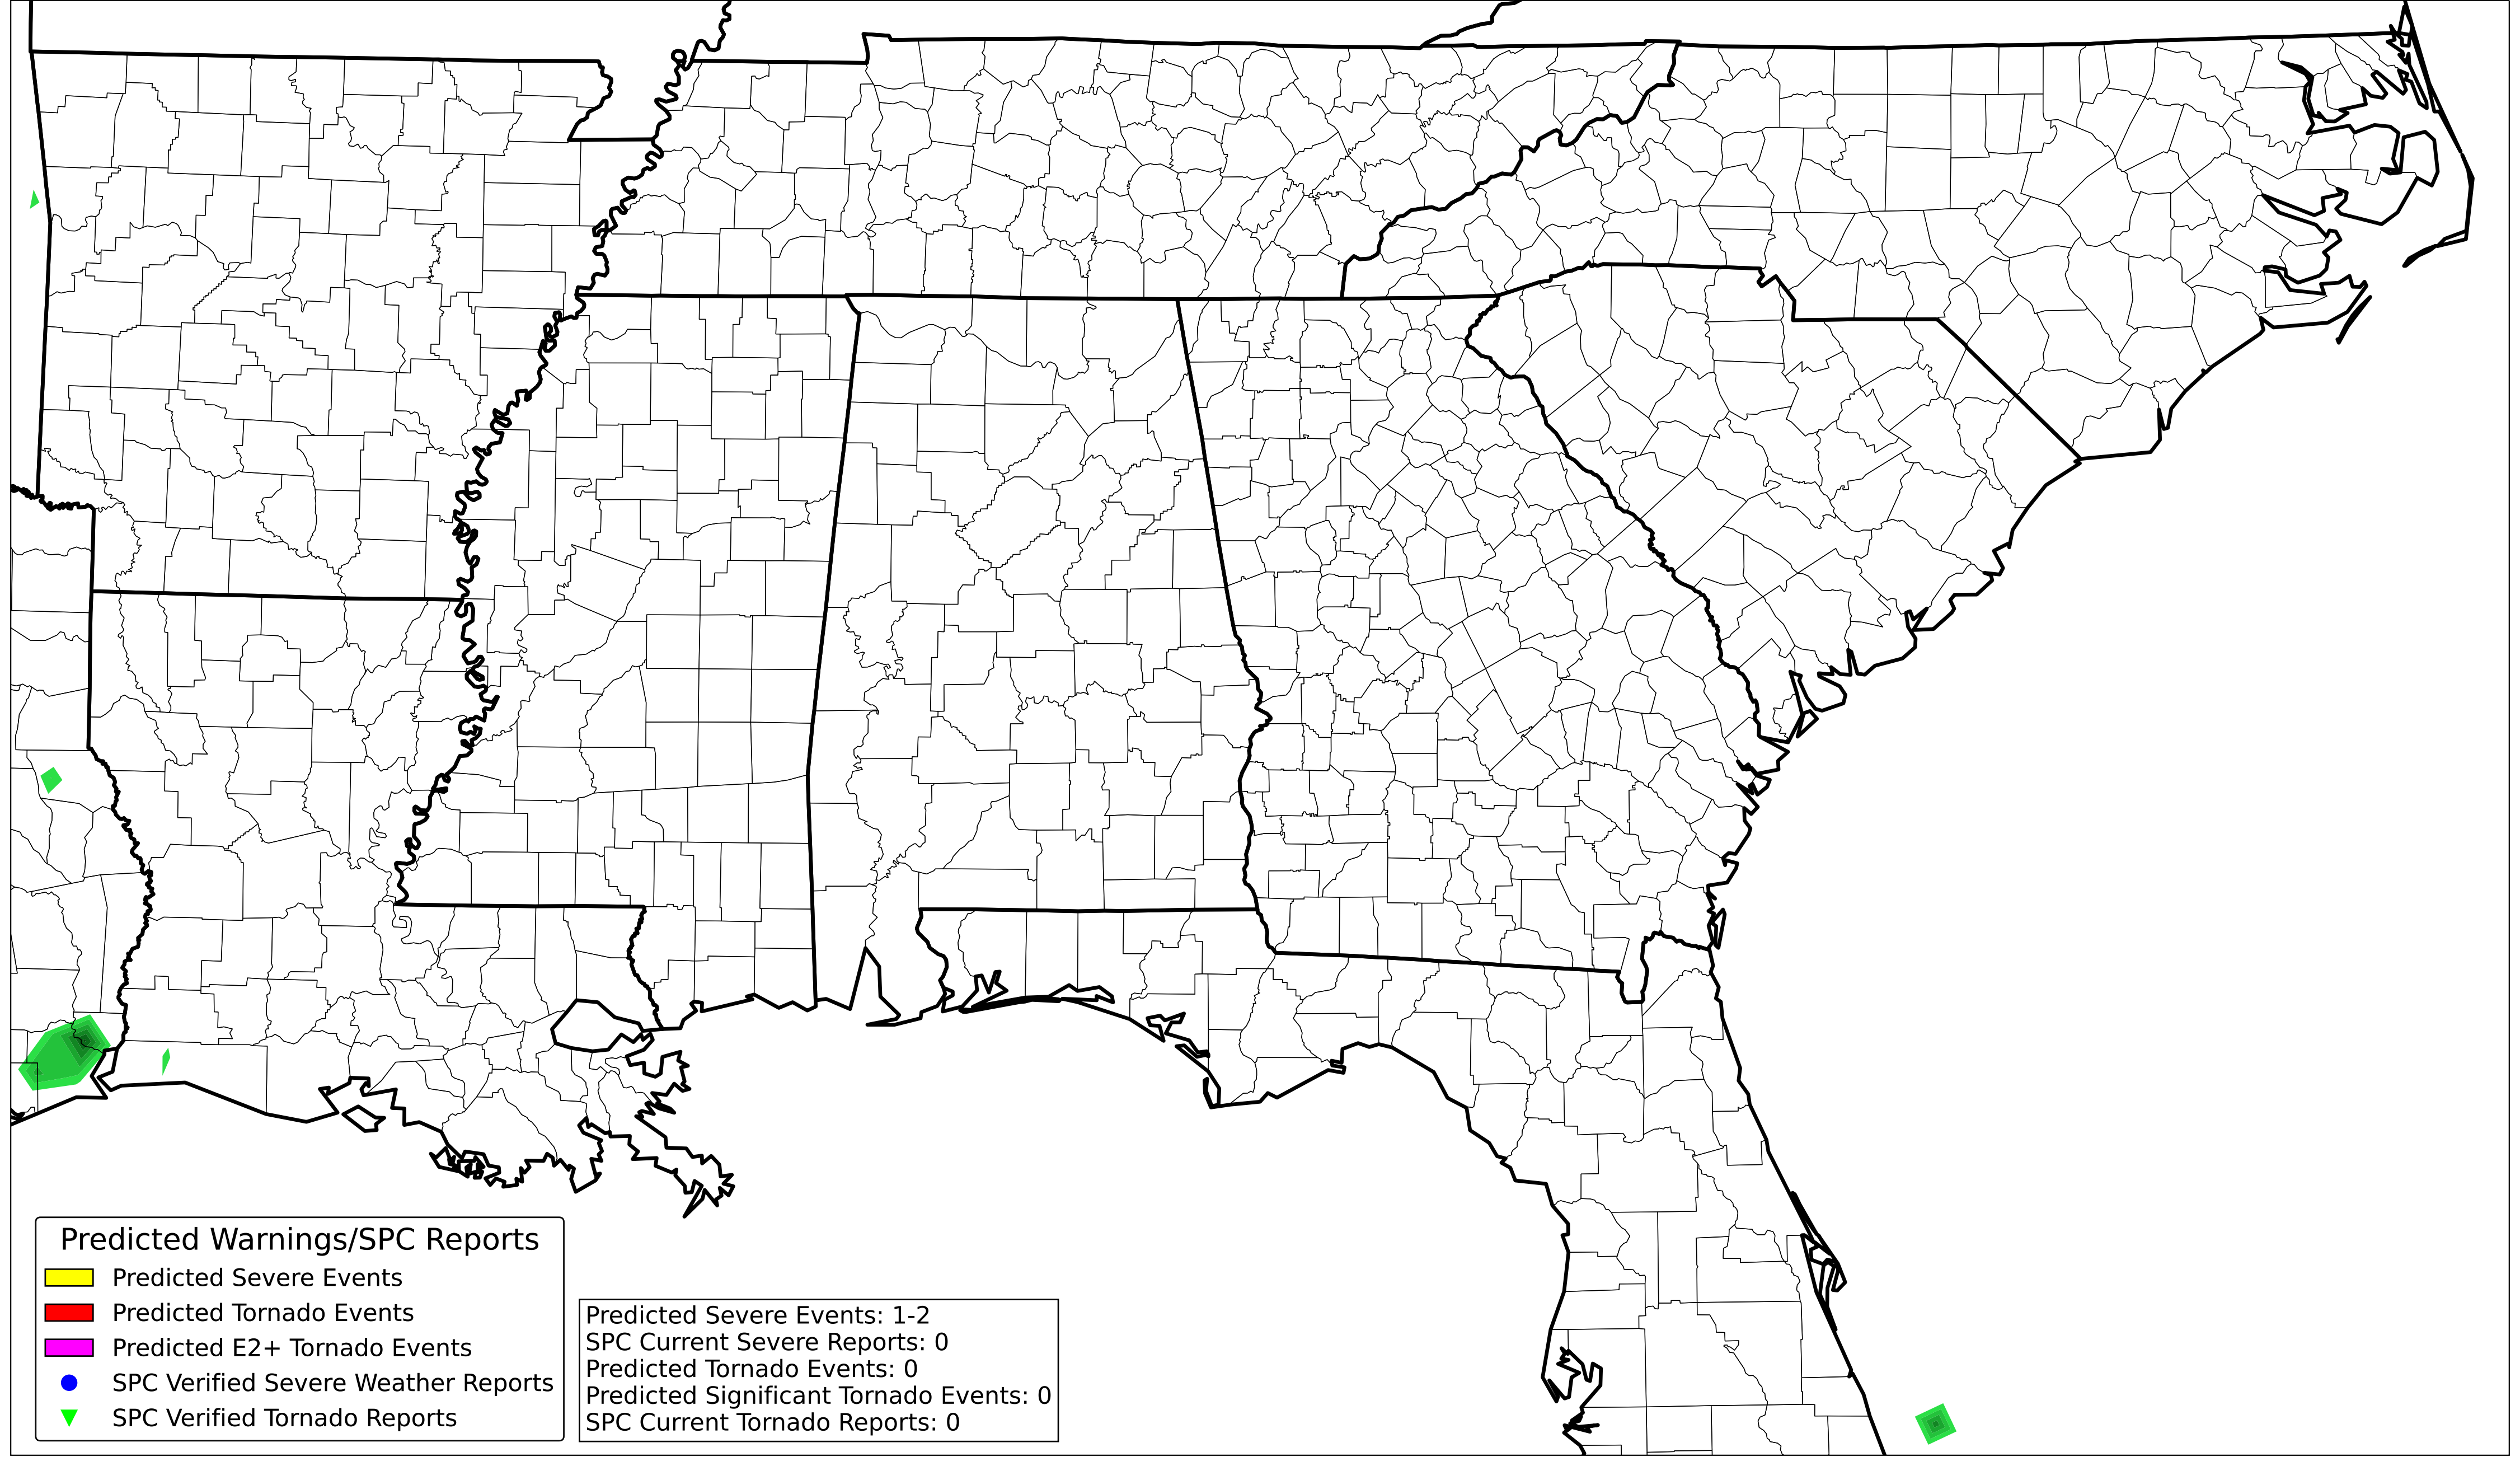 Predicted Warnings/SPC Reports
Predicted Severe Events
Predicted Tornado Events
Predicted E2+ Tornado Events
SPC Verified Severe Weather Reports
SPC Verified Tornado Reports
Predicted Severe Events: 1-2
SPC Current Severe Reports: 0
Predicted Tornado Events: 0
Predicted Significant Tornado Events: 0
SPC Current Tornado Reports: 0